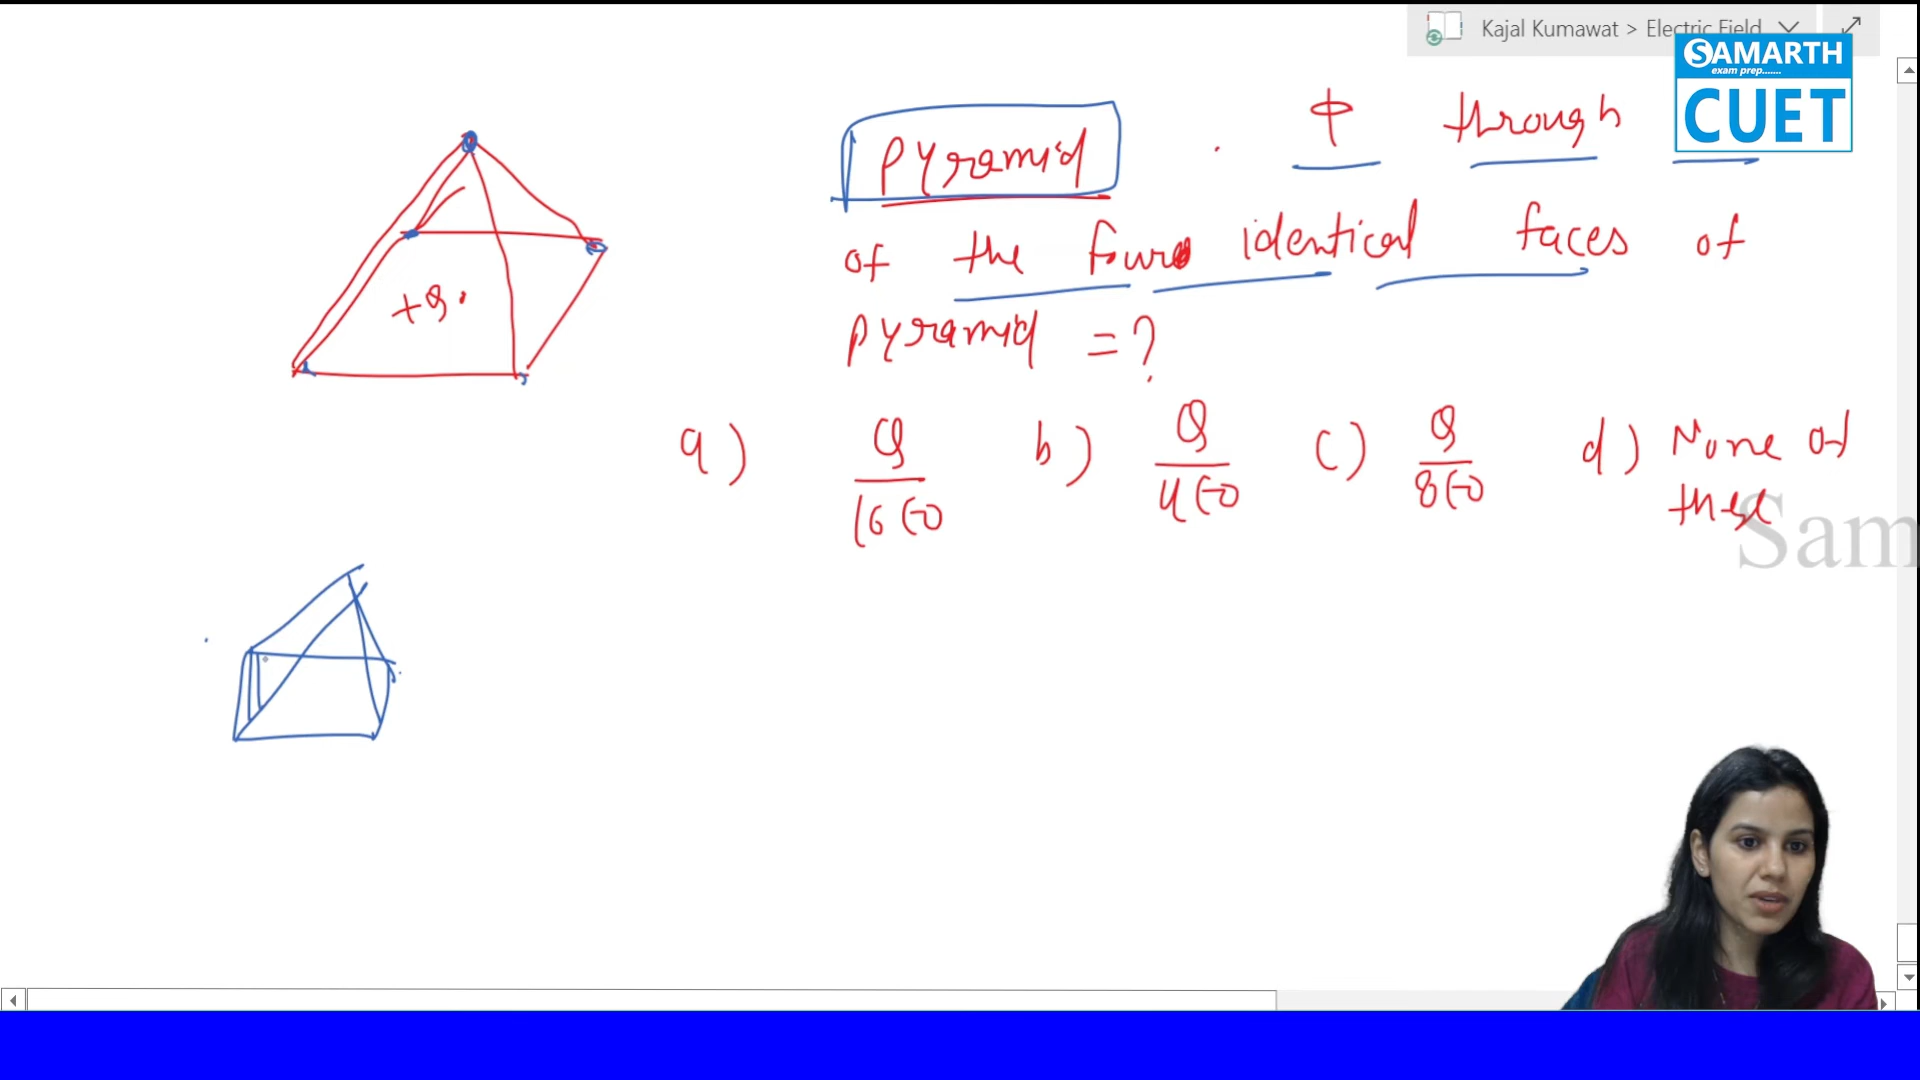 Kajal Kumawat > Electric Field
SAMARTH
exam prep.......
CUET
Pyramid . ϕ through
of the four identical faces of
pyramid = ?
+Q.
a) Q/16ϵ0 b) Q/4ϵ0 c) Q/8ϵ0 d) None of
these
Sam